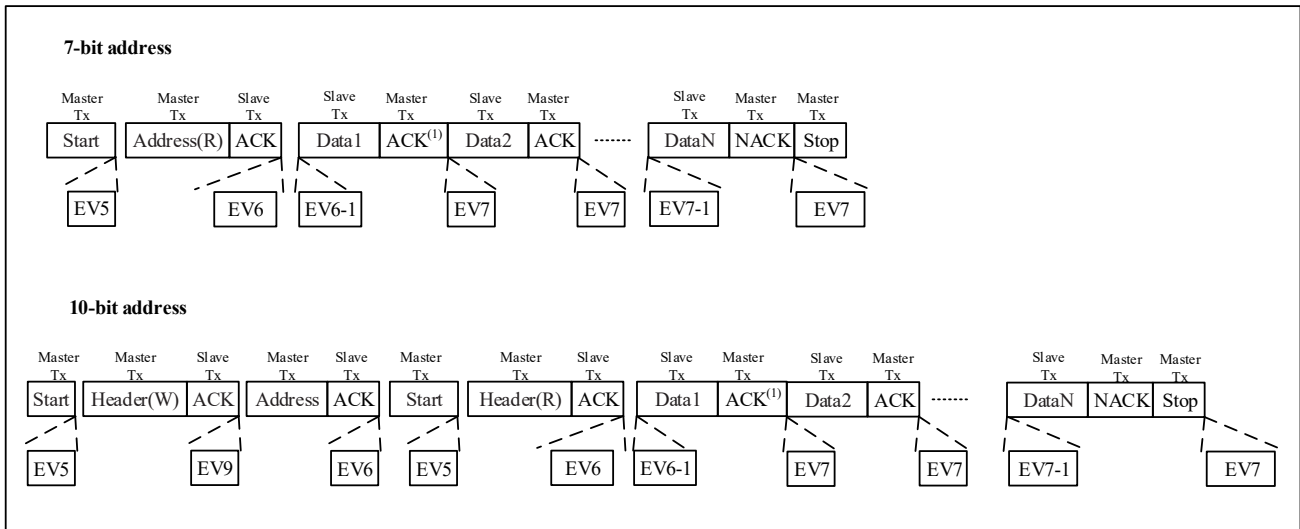 7-bit address
Master Tx Master Tx Slave Tx Slave Tx Master Tx Slave Tx Master Tx Slave Tx Master Tx Master Tx
Start Address(R) ACK Data1 ACK(1) Data2 ACK ........ DataN NACK Stop
EV5 EV6 EV6-1 EV7 EV7 EV7-1 EV7
10-bit address
Master Tx Master Tx Slave Tx Master Tx Slave Tx Master Tx Master Tx Slave Tx Slave Tx Master Tx Slave Tx Master Tx Slave Tx Master Tx Master Tx
Start Header(W) ACK Address ACK Start Header(R) ACK Data1 ACK(1) Data2 ACK ........ DataN NACK Stop
EV5 EV9 EV6 EV5 EV6 EV6-1 EV7 EV7 EV7-1 EV7